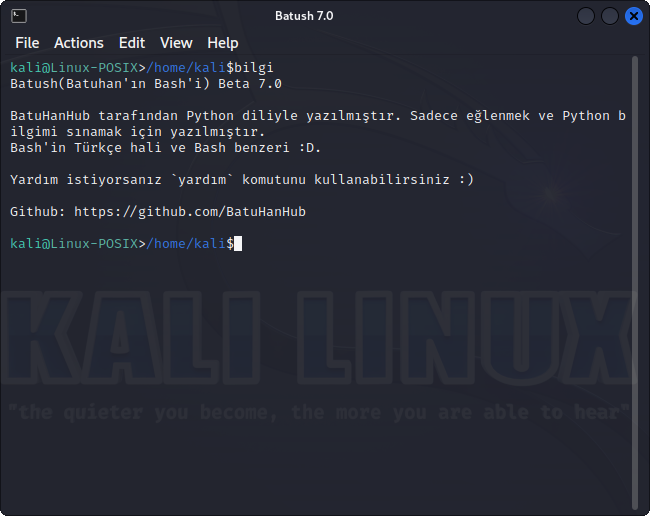 Batush 7.0
File Actions Edit View Help
kali@Linux-POSIX>/home/kali$bilgi
Batush(Batuhan'ın Bash'i) Beta 7.0
BatuHanHub tarafından Python diliyle yazılmıştır. Sadece eğlenmek ve Python b
ilgimi sınamak için yazılmıştır.
Bash'in Türkçe hali ve Bash benzeri :D.
Yardım istiyorsanız `yardım` komutunu kullanabilirsiniz :)
Github: https://github.com/BatuHanHub
kali@Linux-POSIX>/home/kali$
KALI LINUX
"the quieter you become, the more you are able to hear"